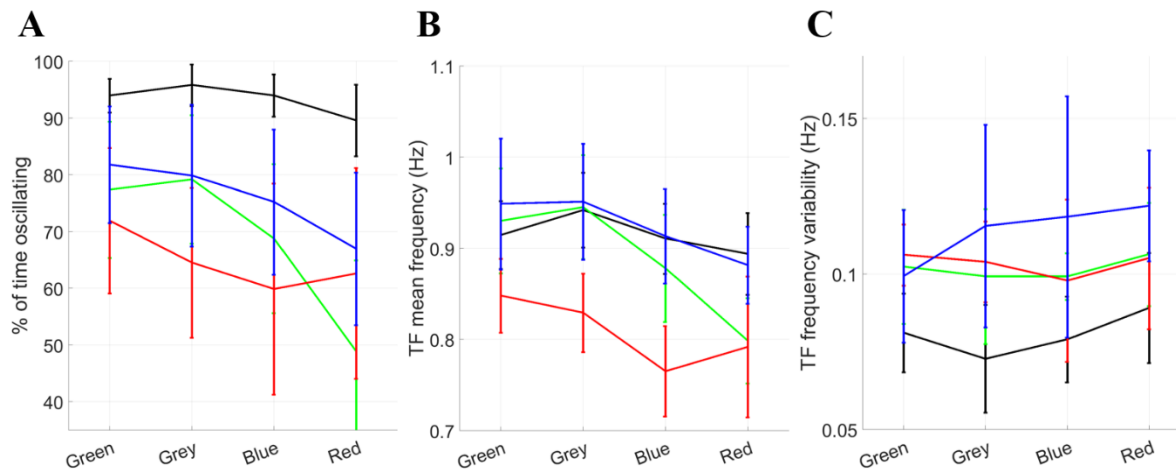 A
% of time oscillating
100
90
80
70
60
50
40
Green
Grey
Blue
Red
B
TF mean frequency (Hz)
1.1
1
0.9
0.8
0.7
Green
Grey
Blue
Red
C
TF frequency variability (Hz)
0.15
0.1
0.05
Green
Grey
Blue
Red